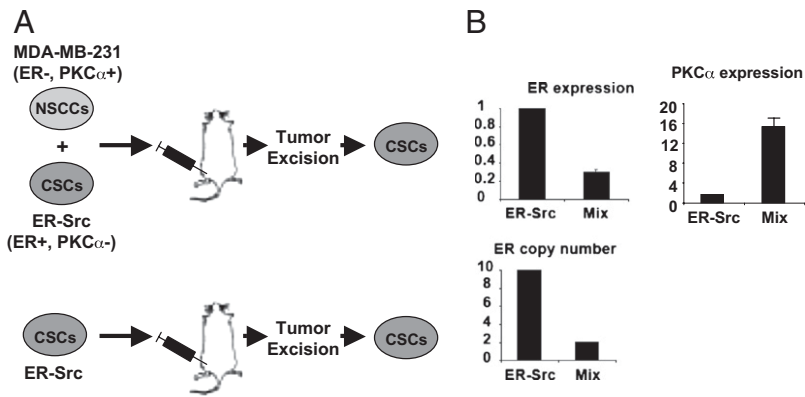 A
MDA-MB-231
(ER-, PKCα+)
NSCCs
+
CSCs
ER-Src
(ER+, PKCα-)
Tumor
Excision
CSCs
CSCs
ER-Src
Tumor
Excision
CSCs
B
ER expression
1
0.8
0.6
0.4
0.2
0
ER-Src Mix
PKCα expression
20
16
12
8
4
0
ER-Src Mix
ER copy number
10
8
6
4
2
0
ER-Src Mix